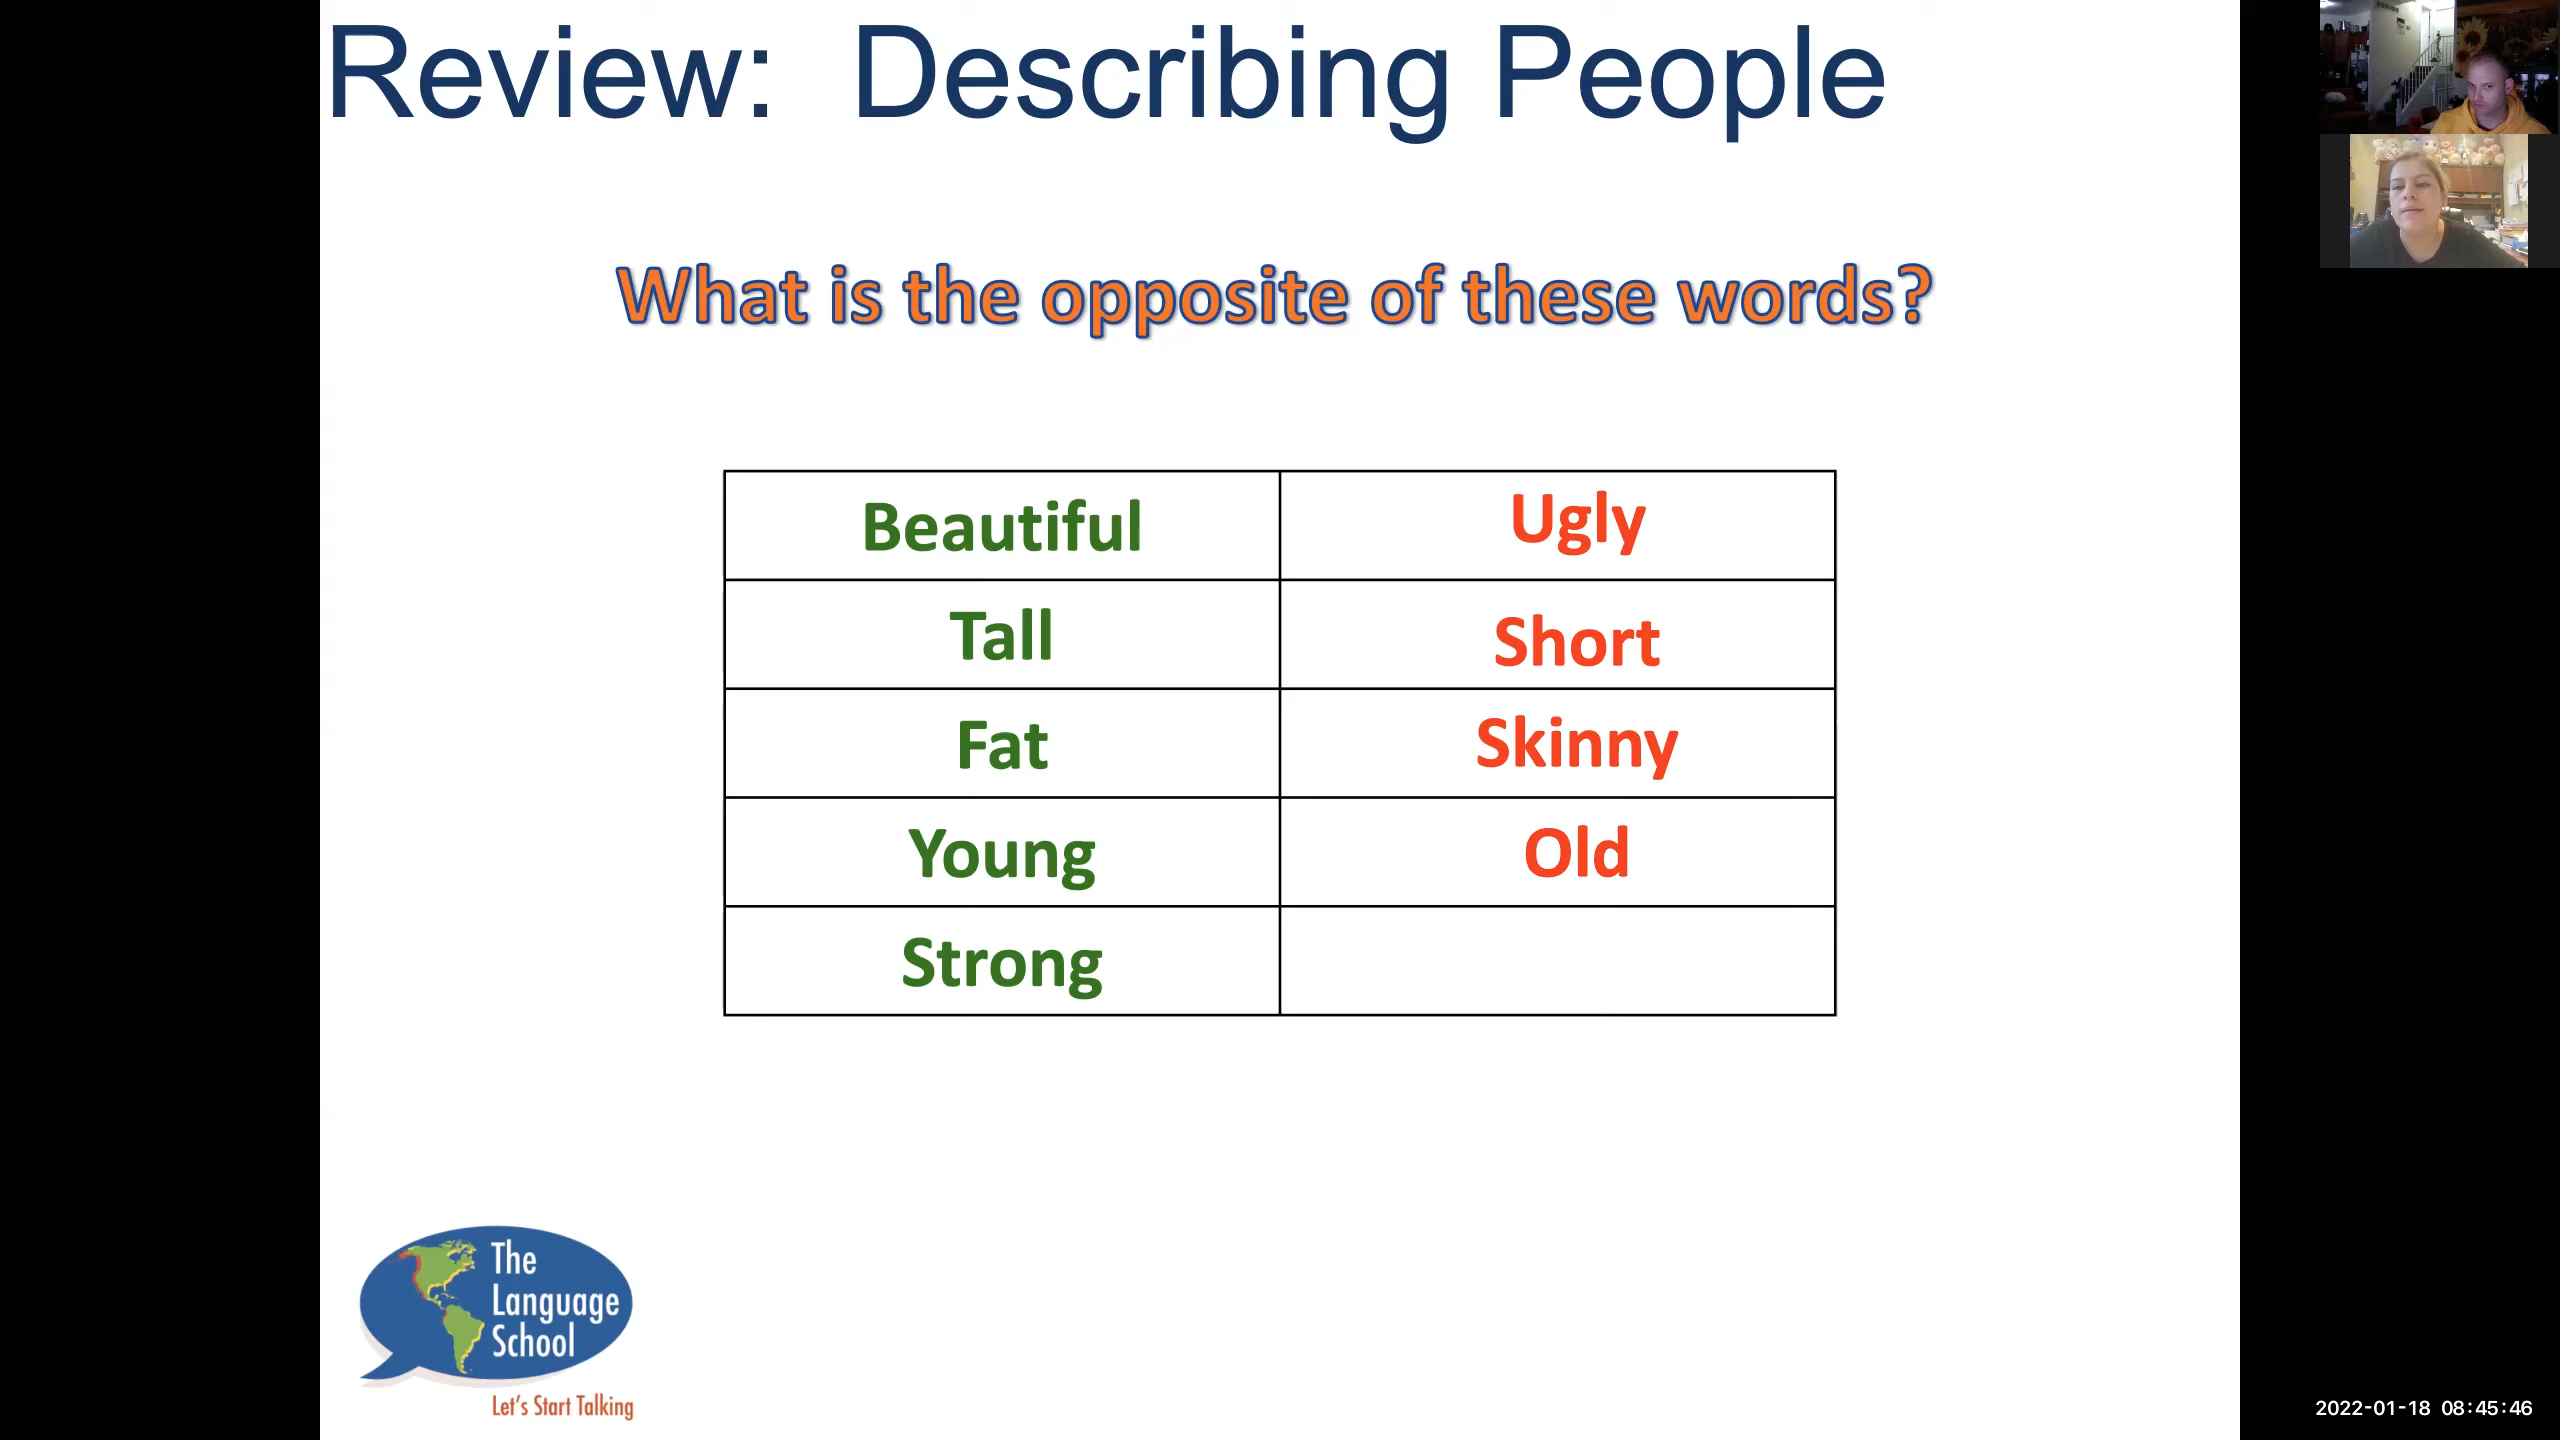 Review: Describing People
What is the opposite of these words?
Beautiful Ugly
Tall Short
Fat Skinny
Young Old
Strong
The
Language
School
Let's Start Talking
2022-01-18 08:45:46